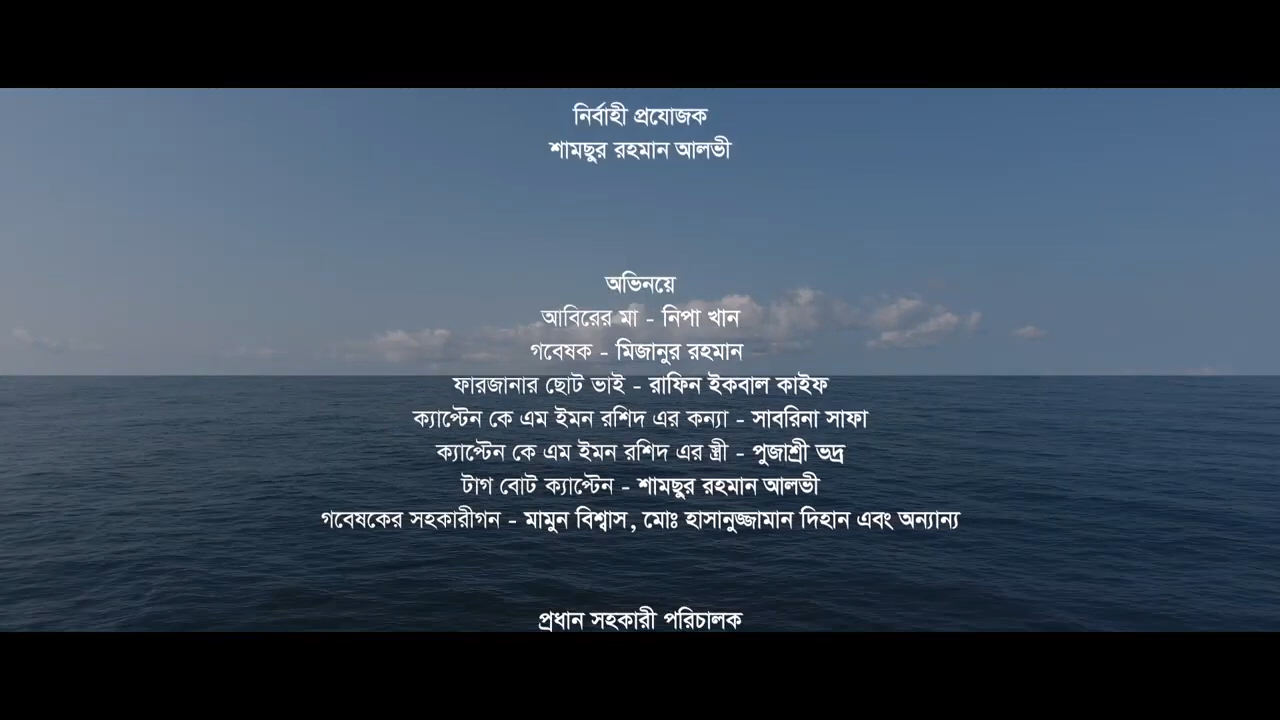 নির্বাহী প্রযোজক
শামছুর রহমান আলভী
অভিনয়ে
আবিরের মা - নিপা খান
গবেষক - মিজানুর রহমান
ফারজানার ছোট ভাই - রাফিন ইকবাল কাইফ
ক্যাপ্টেন কে এম ইমন রশিদ এর কন্যা - সাবরিনা সাফা
ক্যাপ্টেন কে এম ইমন রশিদ এর স্ত্রী - পুজাশ্রী ভদ্র
টাগ বোট ক্যাপ্টেন - শামছুর রহমান আলভী
গবেষকের সহকারীগন - মামুন বিশ্বাস, মোঃ হাসানুজ্জামান দিহান এবং অন্যান্য
প্রধান সহকারী পরিচালক